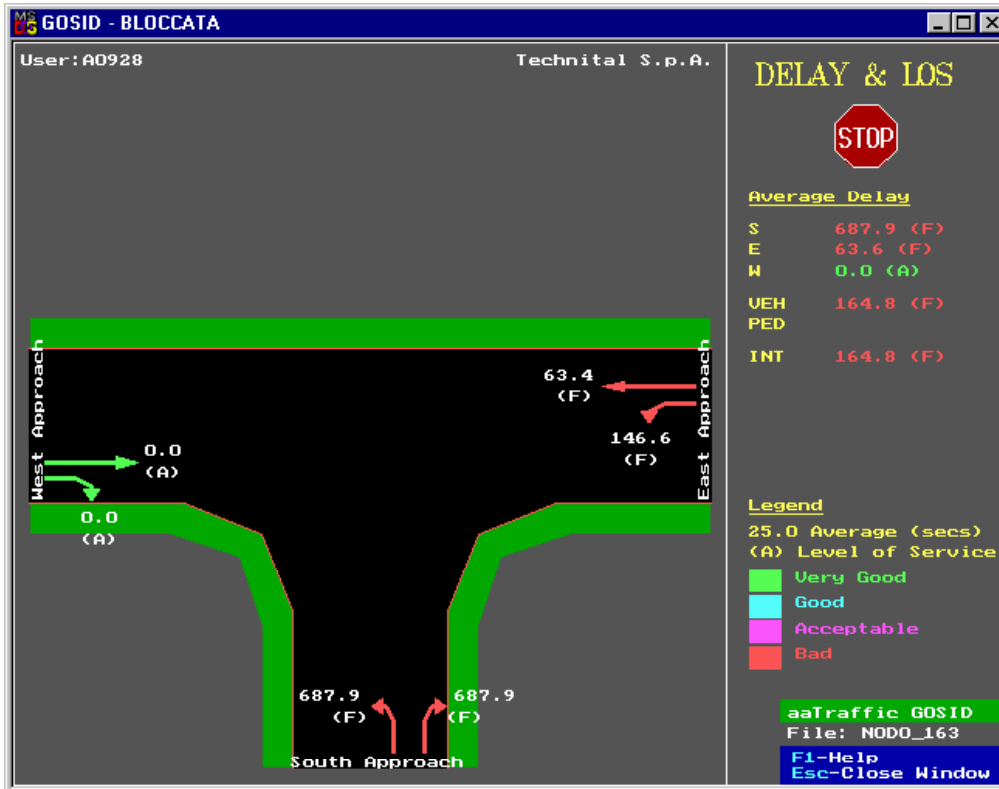 GOSID - BLOCCATA
User:AO928
Technital S.p.A.
DELAY & LOS
STOP
Average Delay
S 687.9 (F)
E 63.6 (F)
W 0.0 (A)
VEH 164.8 (F)
PED
INT 164.8 (F)
West Approach
East Approach
63.4
(F)
146.6
(F)
0.0
(A)
0.0
(A)
687.9
(F)
687.9
(F)
South Approach
Legend
25.0 Average (secs)
(A) Level of Service
Very Good
Good
Acceptable
Bad
aaTraffic GOSID
File: NODO_163
F1-Help
Esc-Close Window